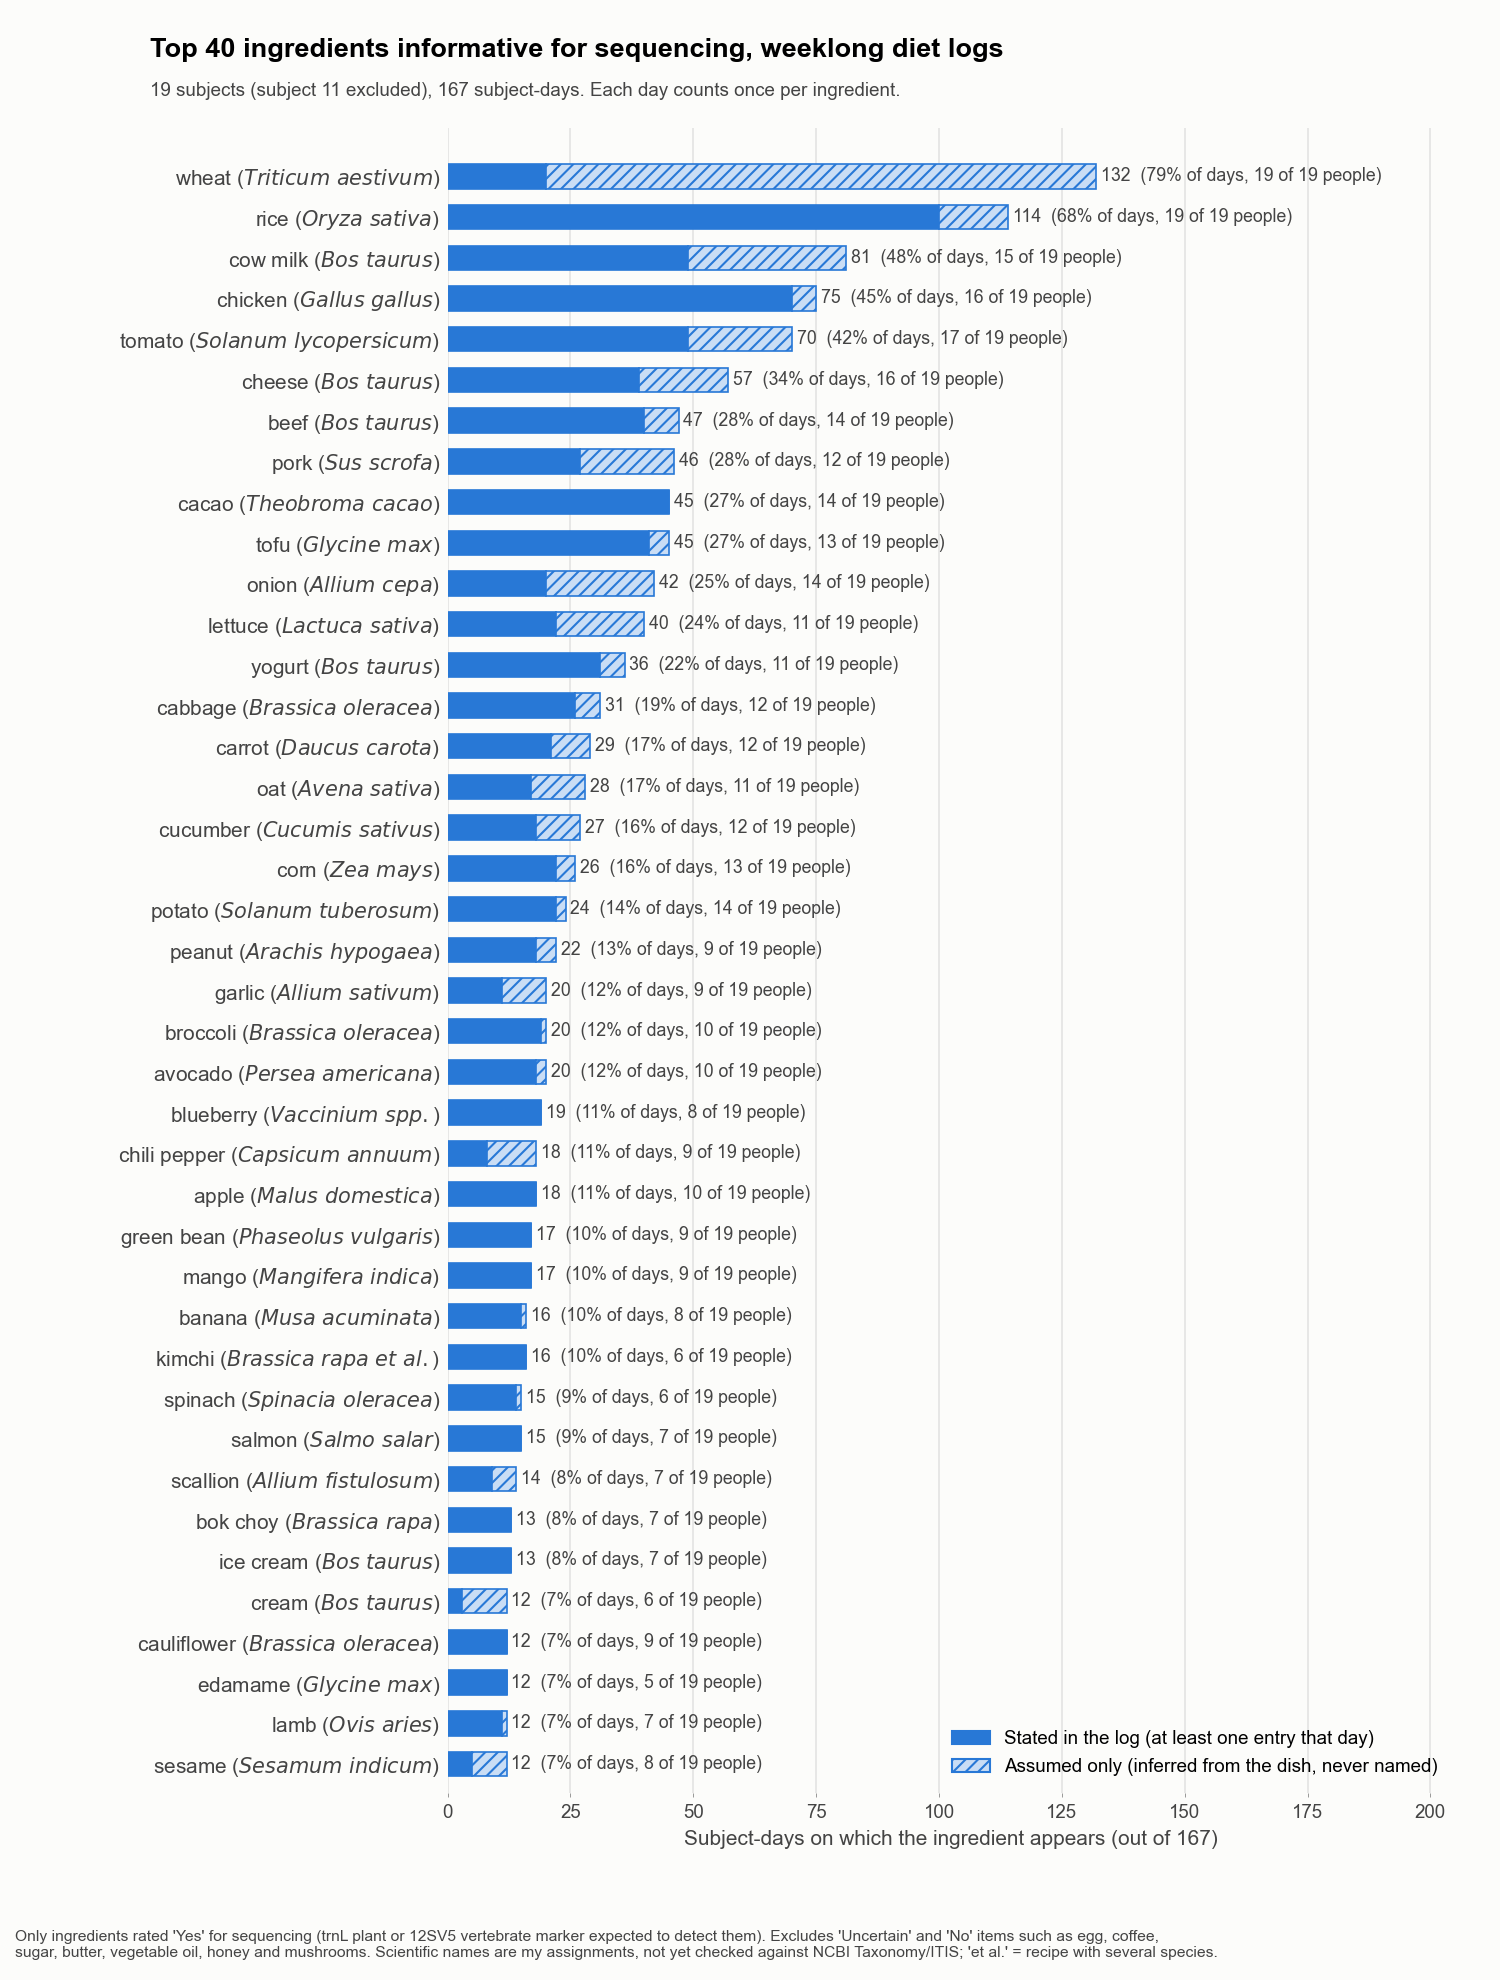 Top 40 ingredients informative for sequencing, weeklong diet logs
19 subjects (subject 11 excluded), 167 subject-days. Each day counts once per ingredient.
wheat (Triticum aestivum) 132 (79% of days, 19 of 19 people)
rice (Oryza sativa) 114 (68% of days, 19 of 19 people)
cow milk (Bos taurus) 81 (48% of days, 15 of 19 people)
chicken (Gallus gallus) 75 (45% of days, 16 of 19 people)
tomato (Solanum lycopersicum) 70 (42% of days, 17 of 19 people)
cheese (Bos taurus) 57 (34% of days, 16 of 19 people)
beef (Bos taurus) 47 (28% of days, 14 of 19 people)
pork (Sus scrofa) 46 (28% of days, 12 of 19 people)
cacao (Theobroma cacao) 45 (27% of days, 14 of 19 people)
tofu (Glycine max) 45 (27% of days, 13 of 19 people)
onion (Allium cepa) 42 (25% of days, 14 of 19 people)
lettuce (Lactuca sativa) 40 (24% of days, 11 of 19 people)
yogurt (Bos taurus) 36 (22% of days, 11 of 19 people)
cabbage (Brassica oleracea) 31 (19% of days, 12 of 19 people)
carrot (Daucus carota) 29 (17% of days, 12 of 19 people)
oat (Avena sativa) 28 (17% of days, 11 of 19 people)
cucumber (Cucumis sativus) 27 (16% of days, 12 of 19 people)
corn (Zea mays) 26 (16% of days, 13 of 19 people)
potato (Solanum tuberosum) 24 (14% of days, 14 of 19 people)
peanut (Arachis hypogaea) 22 (13% of days, 9 of 19 people)
garlic (Allium sativum) 20 (12% of days, 9 of 19 people)
broccoli (Brassica oleracea) 20 (12% of days, 10 of 19 people)
avocado (Persea americana) 20 (12% of days, 10 of 19 people)
blueberry (Vaccinium spp.) 19 (11% of days, 8 of 19 people)
chili pepper (Capsicum annuum) 18 (11% of days, 9 of 19 people)
apple (Malus domestica) 18 (11% of days, 10 of 19 people)
green bean (Phaseolus vulgaris) 17 (10% of days, 9 of 19 people)
mango (Mangifera indica) 17 (10% of days, 9 of 19 people)
banana (Musa acuminata) 16 (10% of days, 8 of 19 people)
kimchi (Brassica rapa et al.) 16 (10% of days, 6 of 19 people)
spinach (Spinacia oleracea) 15 (9% of days, 6 of 19 people)
salmon (Salmo salar) 15 (9% of days, 7 of 19 people)
scallion (Allium fistulosum) 14 (8% of days, 7 of 19 people)
bok choy (Brassica rapa) 13 (8% of days, 7 of 19 people)
ice cream (Bos taurus) 13 (8% of days, 7 of 19 people)
cream (Bos taurus) 12 (7% of days, 6 of 19 people)
cauliflower (Brassica oleracea) 12 (7% of days, 9 of 19 people)
edamame (Glycine max) 12 (7% of days, 5 of 19 people)
lamb (Ovis aries) 12 (7% of days, 7 of 19 people)
sesame (Sesamum indicum) 12 (7% of days, 8 of 19 people)
Stated in the log (at least one entry that day)
Assumed only (inferred from the dish, never named)
0 25 50 75 100 125 150 175 200
Subject-days on which the ingredient appears (out of 167)
Only ingredients rated 'Yes' for sequencing (trnL plant or 12SV5 vertebrate marker expected to detect them). Excludes 'Uncertain' and 'No' items such as egg, coffee,
sugar, butter, vegetable oil, honey and mushrooms. Scientific names are my assignments, not yet checked against NCBI Taxonomy/ITIS; 'et al.' = recipe with several species.